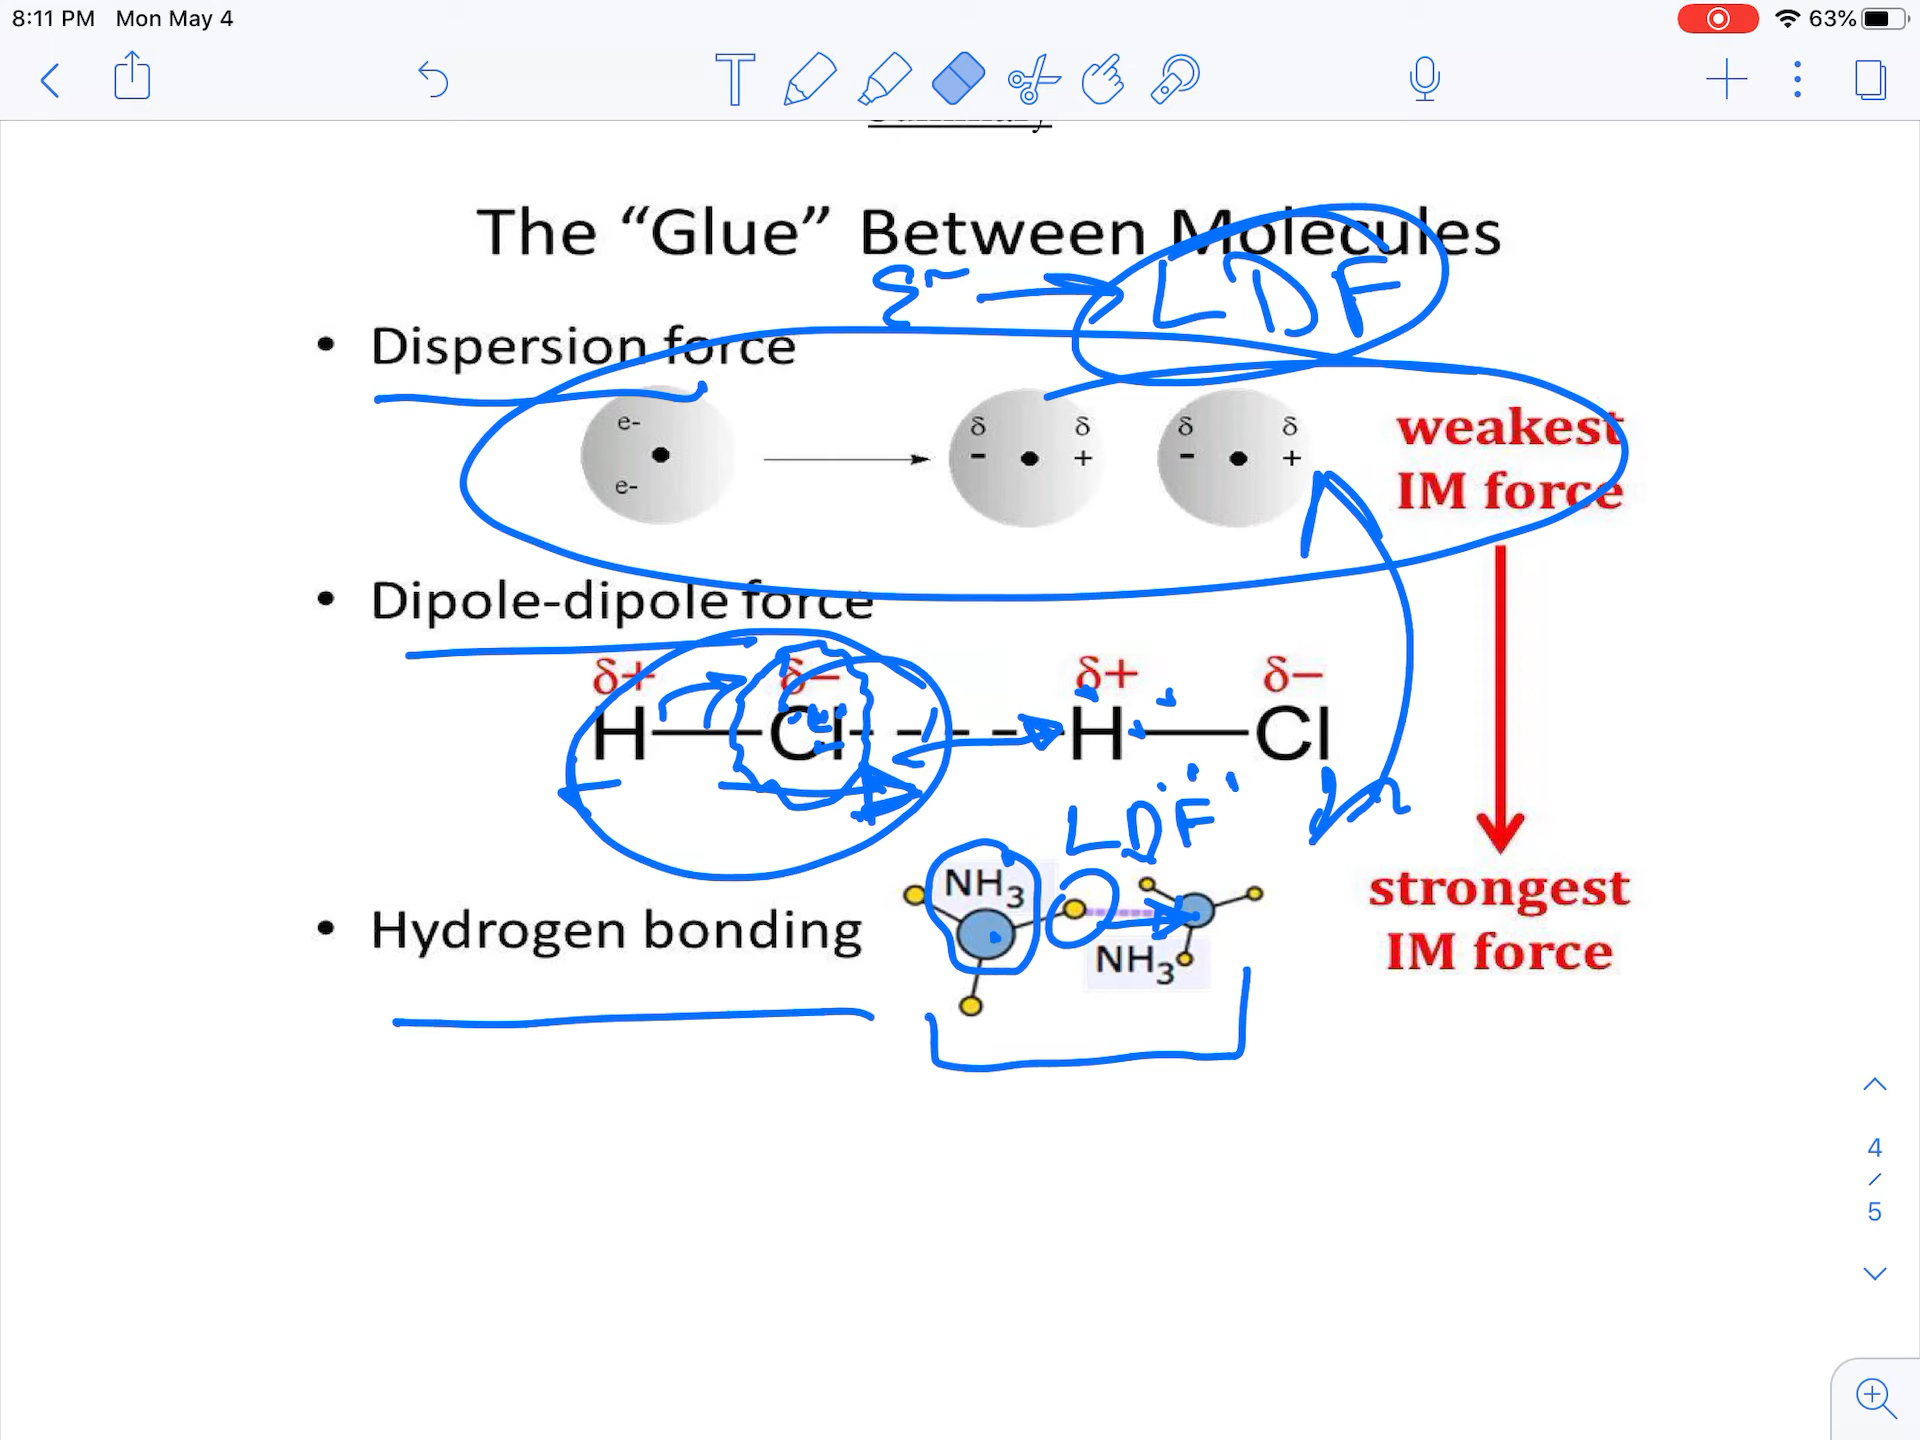 8:11 PM Mon May 4
63%
The “Glue” Between Molecules
LDF
• Dispersion force
e-
e-
δ δ δ δ
- + - +
weakest
IM force
• Dipole-dipole force
δ+ δ− δ+ δ−
H Cl H Cl
LDF
NH3
• Hydrogen bonding
NH3
strongest
IM force
4
/
5